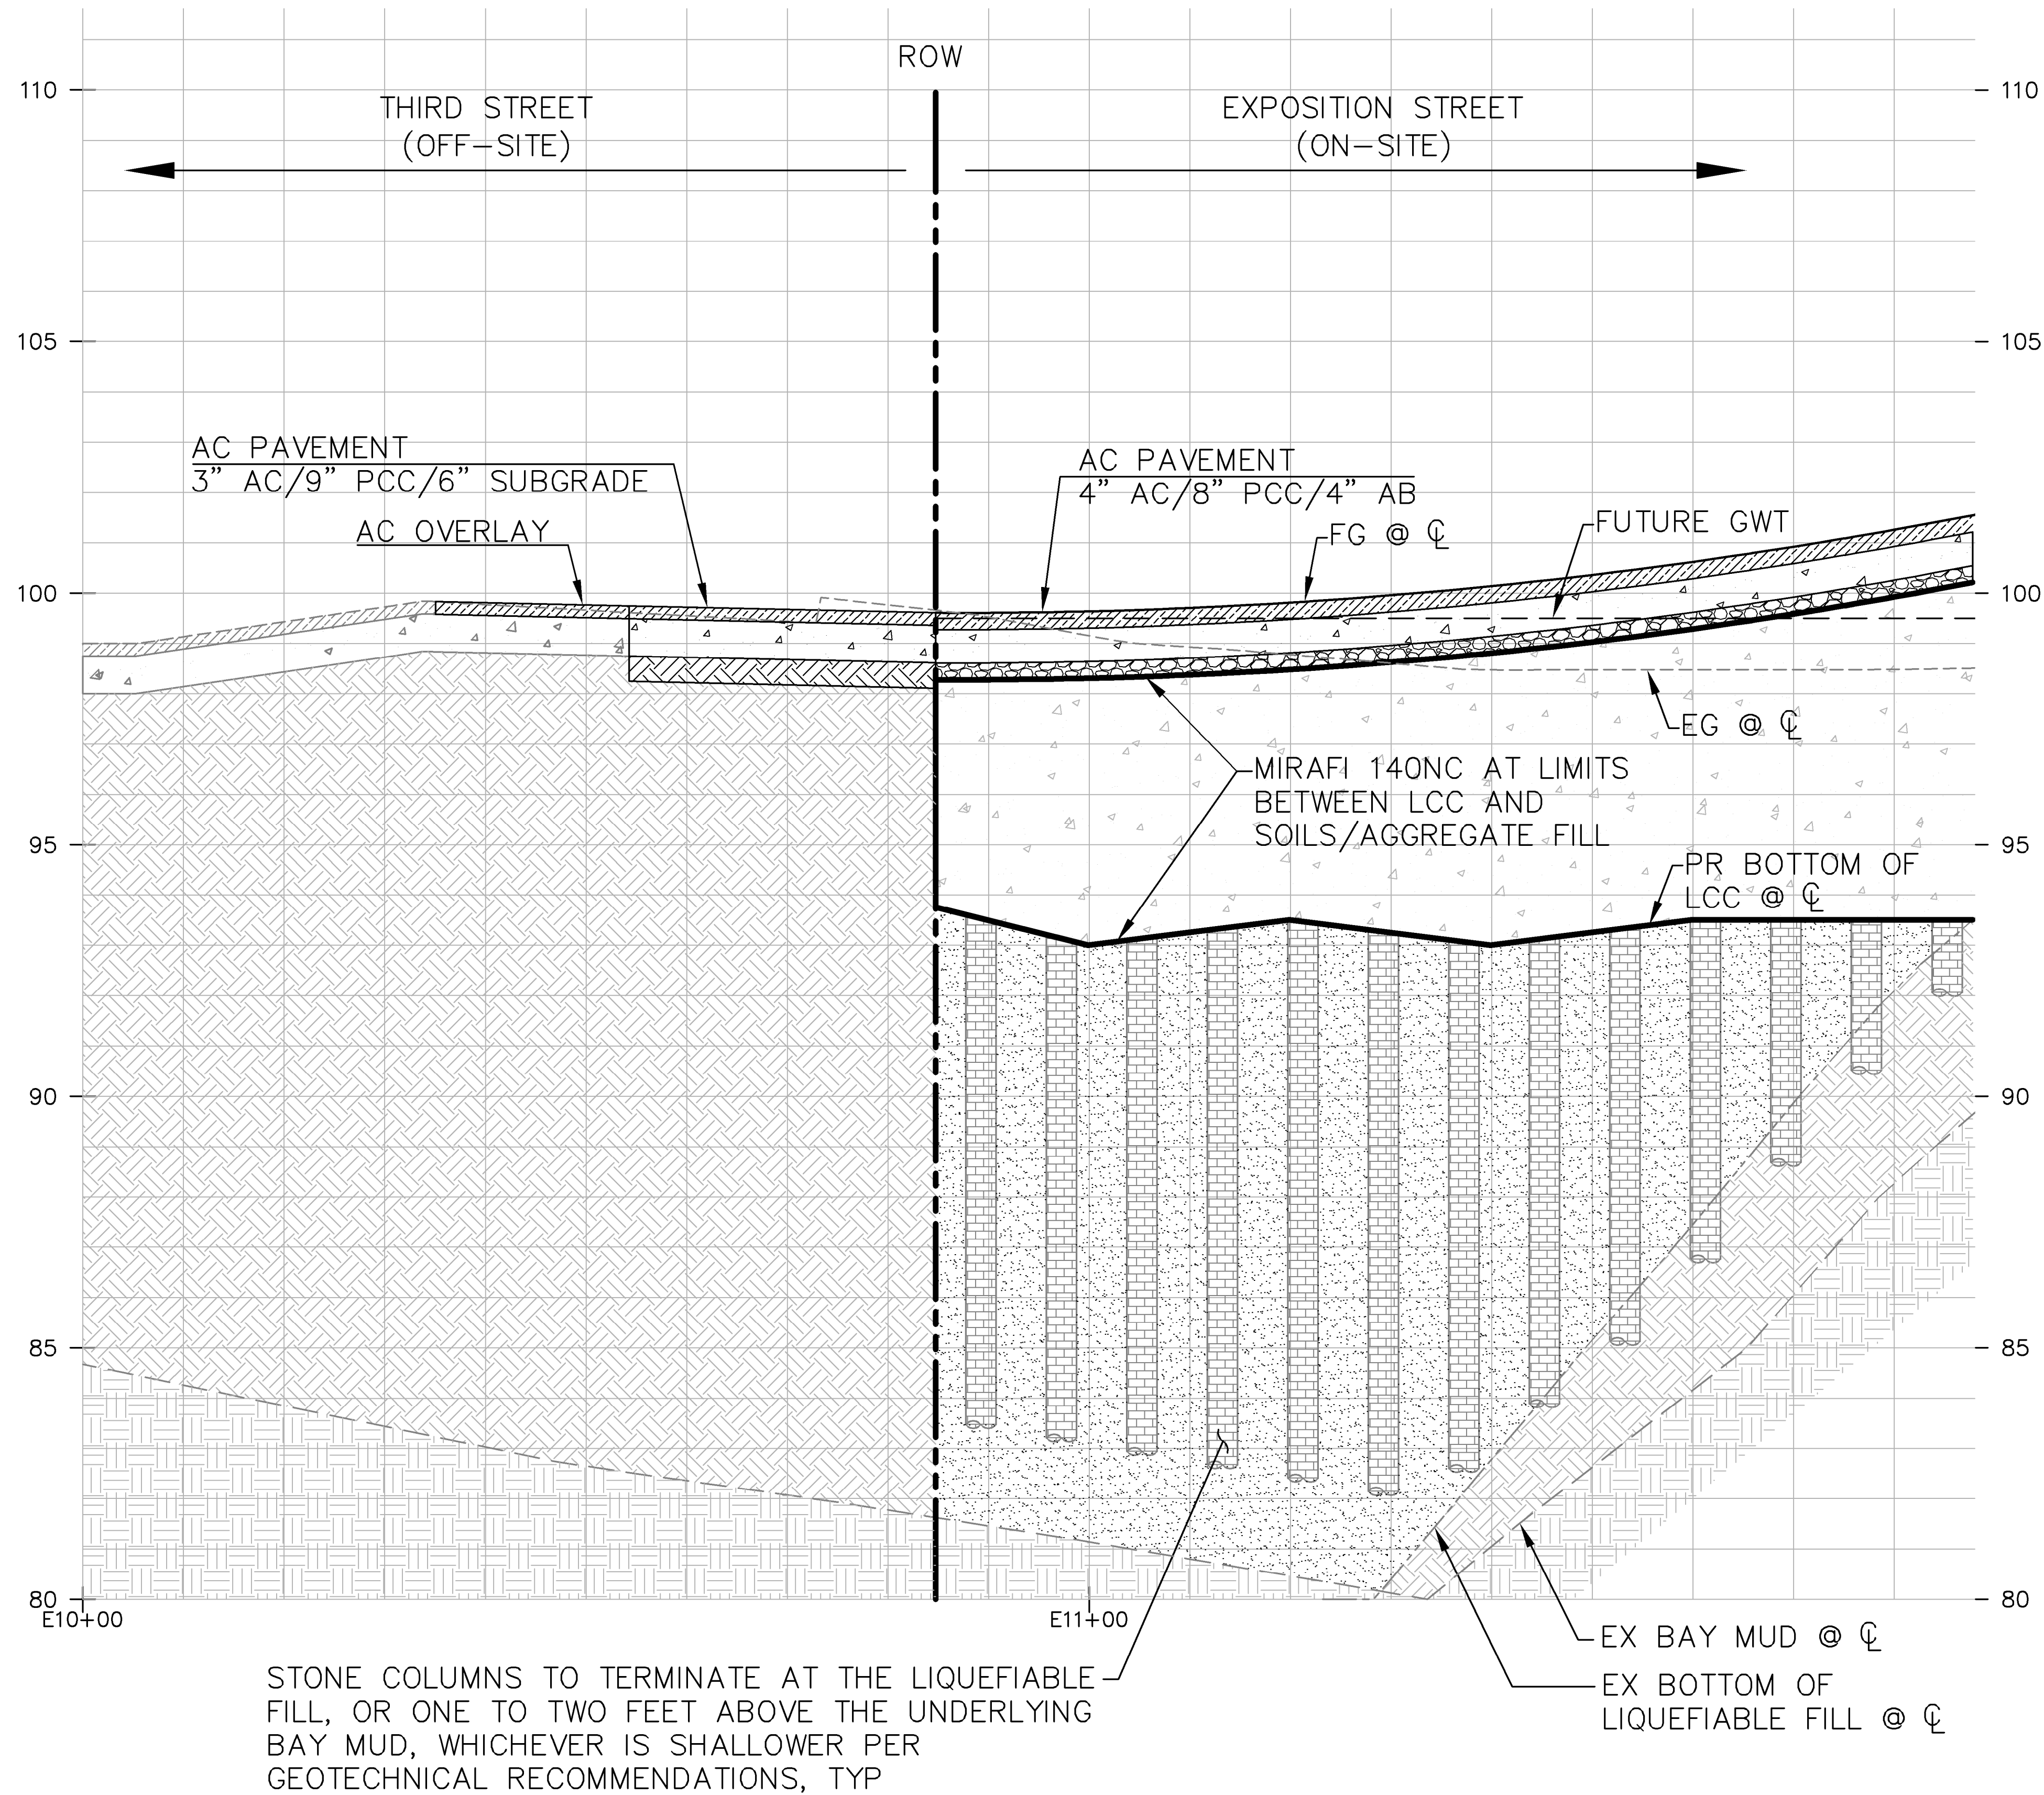 ROW
110
110
THIRD STREET
(OFF-SITE)
EXPOSITION STREET
(ON-SITE)
105
105
AC PAVEMENT
3" AC/9" PCC/6" SUBGRADE
AC OVERLAY
AC PAVEMENT
4" AC/8" PCC/4" AB
FG @ ℄
FUTURE GWT
100
100
EG @ ℄
MIRAFI 140NC AT LIMITS
BETWEEN LCC AND
SOILS/AGGREGATE FILL
95
95
PR BOTTOM OF
LCC @ ℄
90
90
85
85
80
80
E10+00
E11+00
EX BAY MUD @ ℄
EX BOTTOM OF
LIQUEFIABLE FILL @ ℄
STONE COLUMNS TO TERMINATE AT THE LIQUEFIABLE
FILL, OR ONE TO TWO FEET ABOVE THE UNDERLYING
BAY MUD, WHICHEVER IS SHALLOWER PER
GEOTECHNICAL RECOMMENDATIONS, TYP